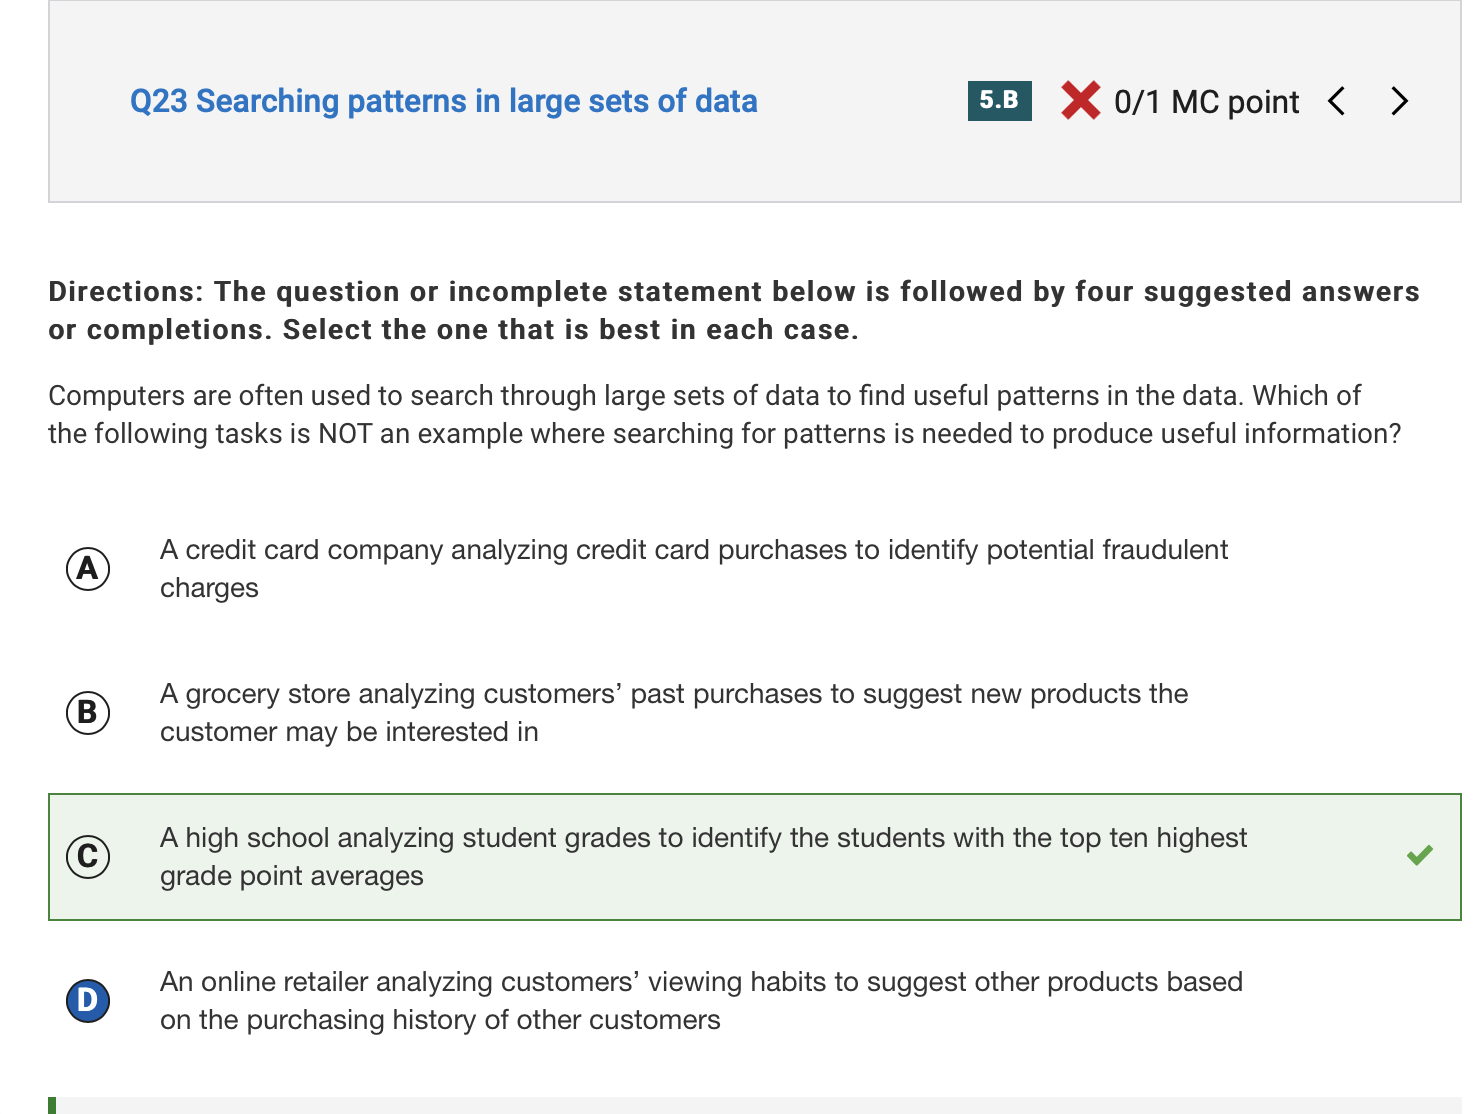 Q23 Searching patterns in large sets of data 5.B 0/1 MC point
Directions: The question or incomplete statement below is followed by four suggested answers
or completions. Select the one that is best in each case.
Computers are often used to search through large sets of data to find useful patterns in the data. Which of
the following tasks is NOT an example where searching for patterns is needed to produce useful information?
A A credit card company analyzing credit card purchases to identify potential fraudulent
charges
B A grocery store analyzing customers’ past purchases to suggest new products the
customer may be interested in
C A high school analyzing student grades to identify the students with the top ten highest
grade point averages
D An online retailer analyzing customers’ viewing habits to suggest other products based
on the purchasing history of other customers